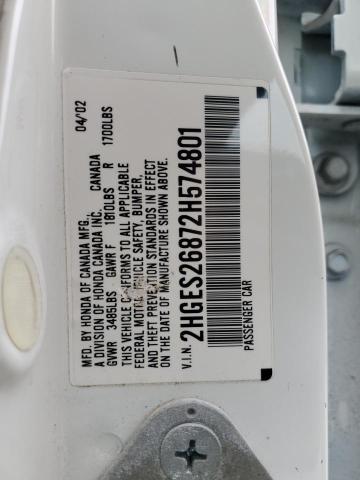 MFD. BY HONDA OF CANADA MFG., 04/02
A DIVISION OF HONDA CANADA INC., CANADA
GVWR 3485LBS GAWR F 1810LBS R 1700LBS
THIS VEHICLE CONFORMS TO ALL APPLICABLE
FEDERAL MOTOR VEHICLE SAFETY, BUMPER,
AND THEFT PREVENTION STANDARDS IN EFFECT
ON THE DATE OF MANUFACTURE SHOWN ABOVE.
V.I.N. 2HGES26872H574801
PASSENGER CAR